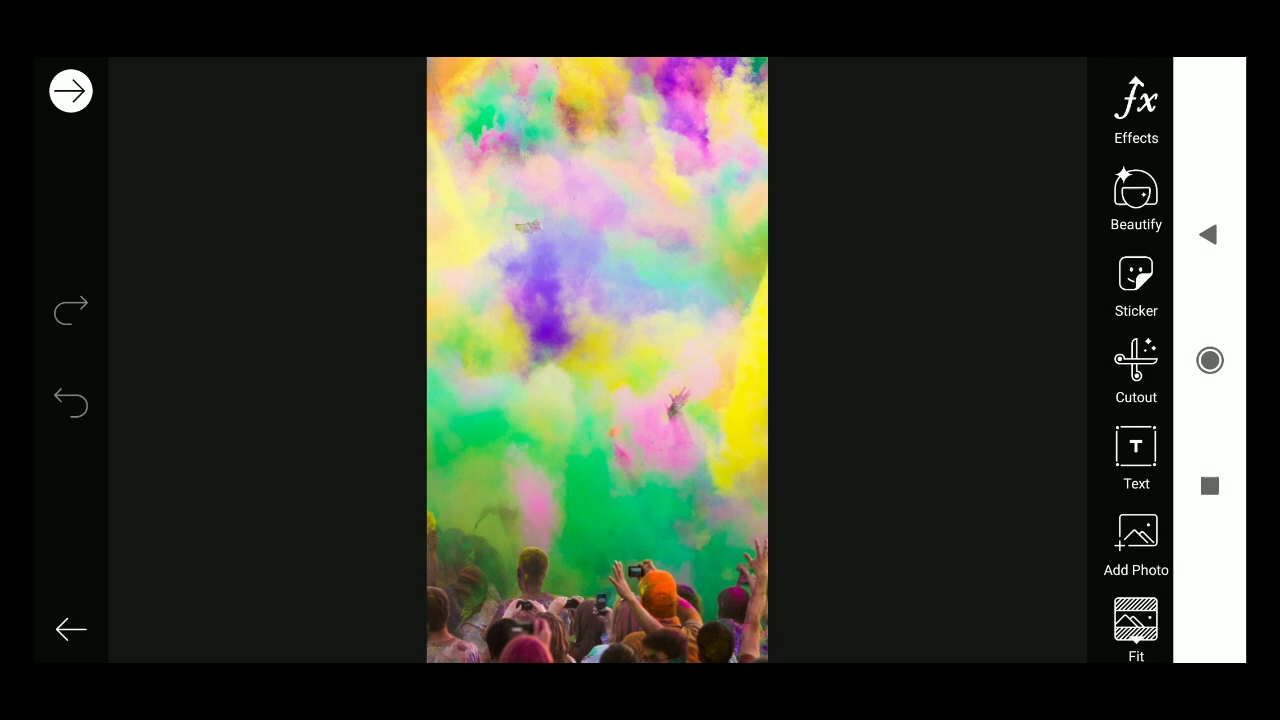 fx
Effects
Beautify
Sticker
Cutout
T
Text
Add Photo
Fit